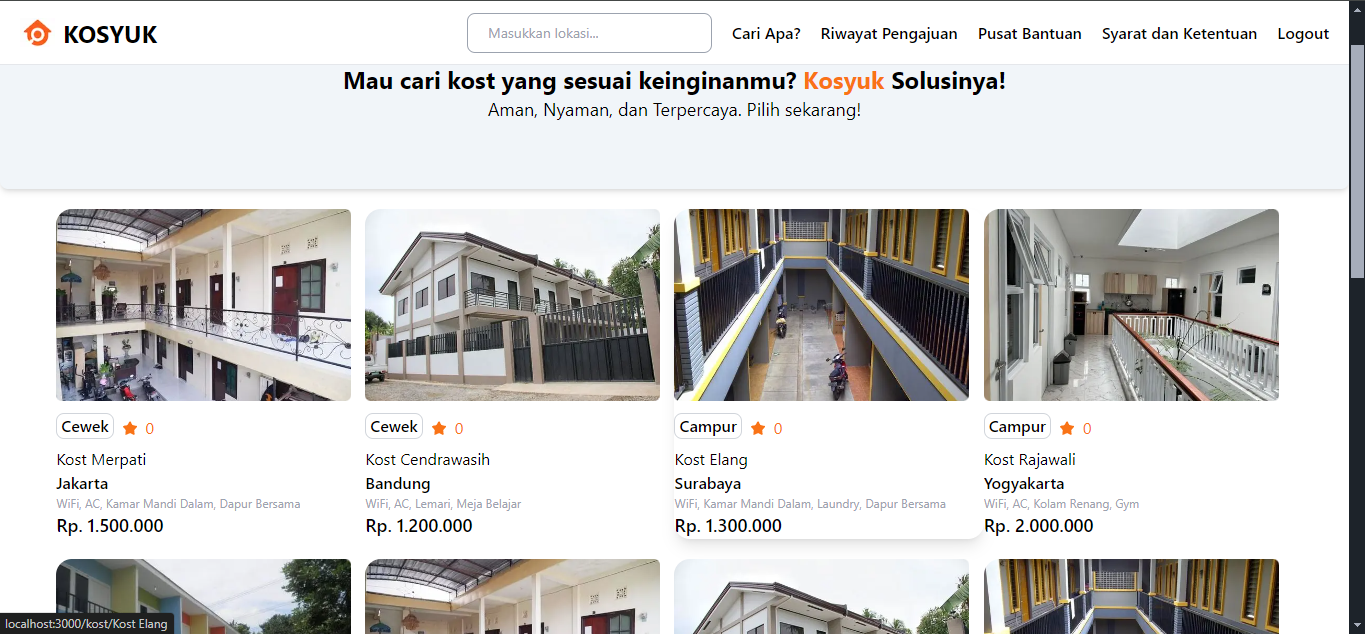 KOSYUK
Masukkan lokasi...
Cari Apa?
Riwayat Pengajuan
Pusat Bantuan
Syarat dan Ketentuan
Logout
Mau cari kost yang sesuai keinginanmu? Kosyuk Solusinya!
Aman, Nyaman, dan Terpercaya. Pilih sekarang!
Cewek
0
Kost Merpati
Jakarta
WiFi, AC, Kamar Mandi Dalam, Dapur Bersama
Rp. 1.500.000
Cewek
0
Kost Cendrawasih
Bandung
WiFi, AC, Lemari, Meja Belajar
Rp. 1.200.000
Campur
0
Kost Elang
Surabaya
WiFi, Kamar Mandi Dalam, Laundry, Dapur Bersama
Rp. 1.300.000
Campur
0
Kost Rajawali
Yogyakarta
WiFi, AC, Kolam Renang, Gym
Rp. 2.000.000
localhost:3000/kost/Kost Elang